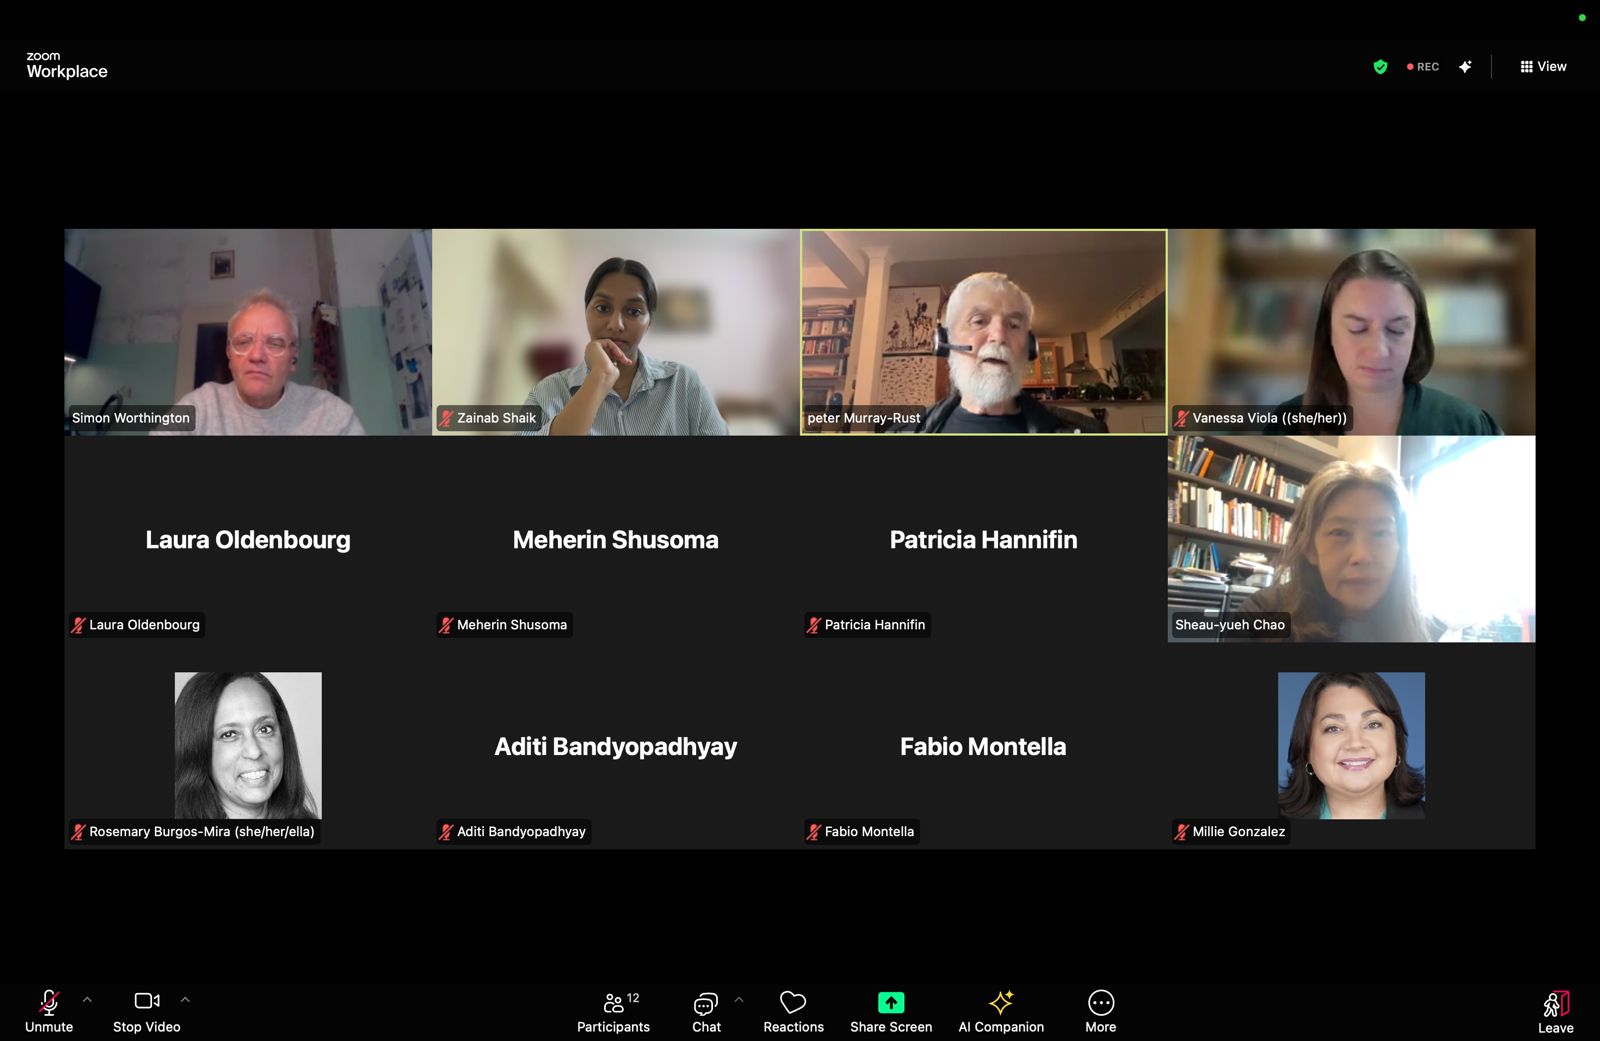 zoom
Workplace
REC
View
Simon Worthington
Zainab Shaik
peter Murray-Rust
Vanessa Viola ((she/her))
Laura Oldenbourg
Meherin Shusoma
Patricia Hannifin
Laura Oldenbourg
Meherin Shusoma
Patricia Hannifin
Sheau-yueh Chao
Aditi Bandyopadhyay
Fabio Montella
Rosemary Burgos-Mira (she/her/ella)
Aditi Bandyopadhyay
Fabio Montella
Millie Gonzalez
12
Unmute
Stop Video
Participants
Chat
Reactions
Share Screen
AI Companion
More
Leave